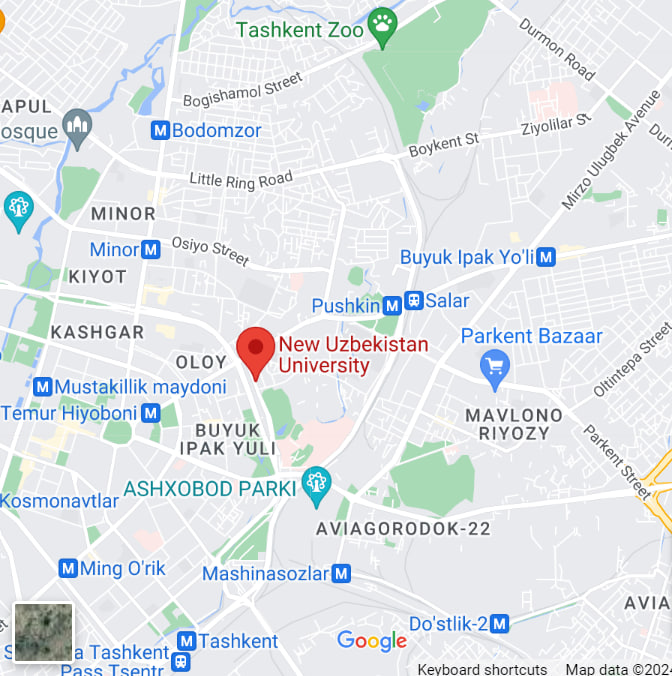 Tashkent Zoo
Durmon Road
Bogishamol Street
APUL
osque
M Bodomzor
Boykent St
Ziyolilar St
Mirzo Ulugbek Avenue
Little Ring Road
MINOR
Minor M
Osiyo Street
Buyuk Ipak Yo'li M
KIYOT
Pushkin M
Salar
KASHGAR
New Uzbekistan
University
Parkent Bazaar
OLOY
M Mustakillik maydoni
Oltintepa Street
Temur Hiyoboni M
MAVLONO
RIYOZY
BUYUK
IPAK YULI
Parkent Street
ASHXOBOD PARKI
Kosmonavtlar
AVIAGORODOK-22
M Ming O'rik
Mashinasozlar M
AVIA
Do'stlik-2 M
M Tashkent
Google
a Tashkent
Pass Tsentr
Keyboard shortcuts
Map data ©2024